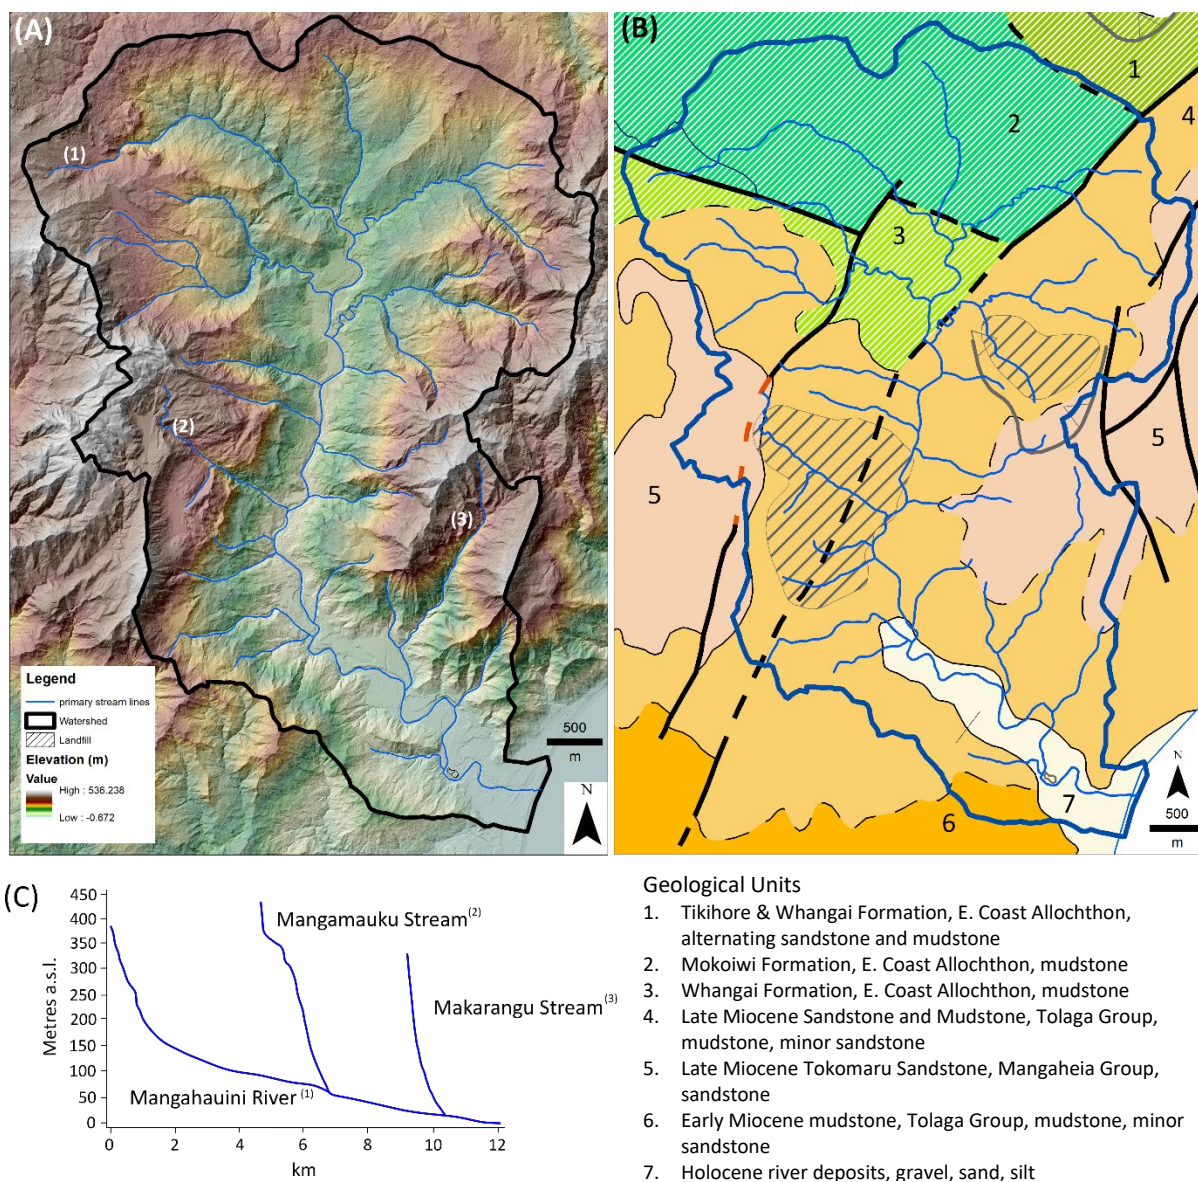 (A)
(1)
(2)
(3)
Legend
primary stream lines
Watershed
Landfill
Elevation (m)
Value
High : 536.238
Low : -0.672
500
m
N
(B)
1
2
3
4
5
5
6
7
N
500
m
(C)
450
400
350
300
250
200
150
100
50
0
Metres a.s.l.
Mangamauku Stream(2)
Makarangu Stream(3)
Mangahauini River (1)
0 2 4 6 8 10 12
km
Geological Units
1. Tikihore & Whangai Formation, E. Coast Allochthon,
alternating sandstone and mudstone
2. Mokoiwi Formation, E. Coast Allochthon, mudstone
3. Whangai Formation, E. Coast Allochthon, mudstone
4. Late Miocene Sandstone and Mudstone, Tolaga Group,
mudstone, minor sandstone
5. Late Miocene Tokomaru Sandstone, Mangaheia Group,
sandstone
6. Early Miocene mudstone, Tolaga Group, mudstone, minor
sandstone
7. Holocene river deposits, gravel, sand, silt